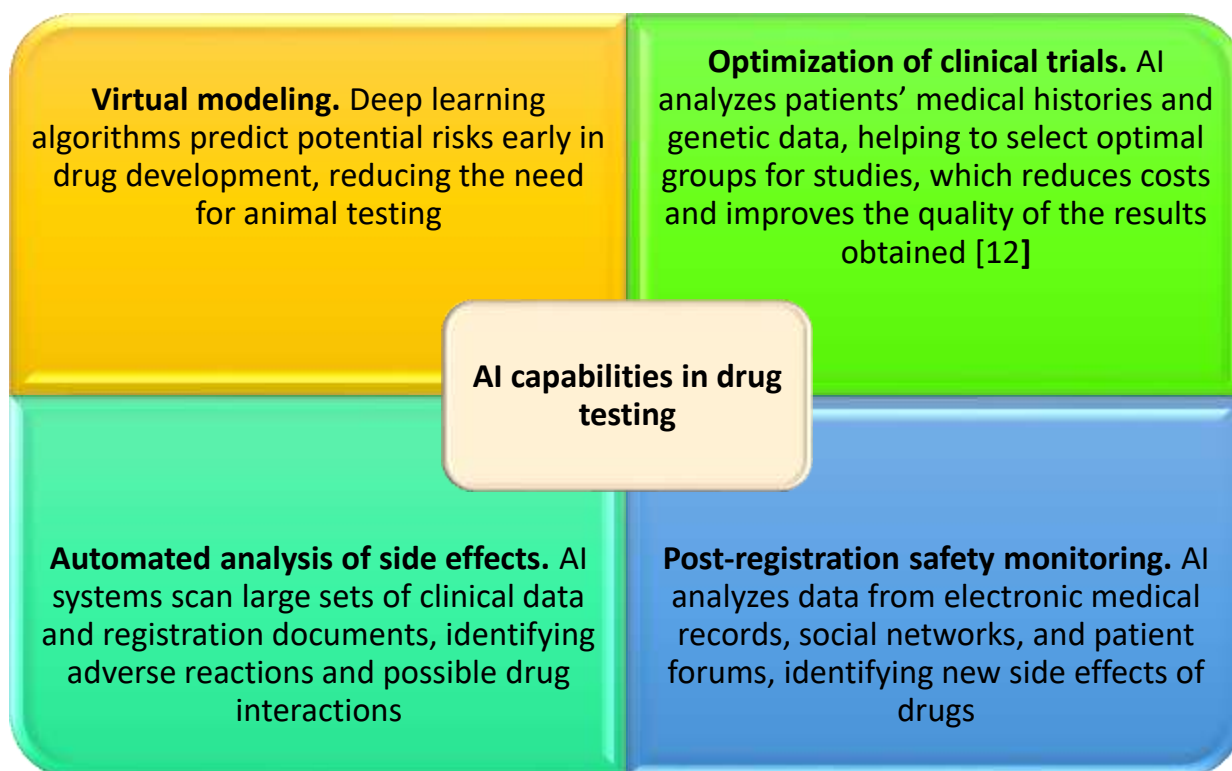 Virtual modeling. Deep learning
algorithms predict potential risks early in
drug development, reducing the need
for animal testing
Optimization of clinical trials. AI
analyzes patients’ medical histories and
genetic data, helping to select optimal
groups for studies, which reduces costs
and improves the quality of the results
obtained [12]
AI capabilities in drug
testing
Automated analysis of side effects. AI
systems scan large sets of clinical data
and registration documents, identifying
adverse reactions and possible drug
interactions
Post-registration safety monitoring. AI
analyzes data from electronic medical
records, social networks, and patient
forums, identifying new side effects of
drugs